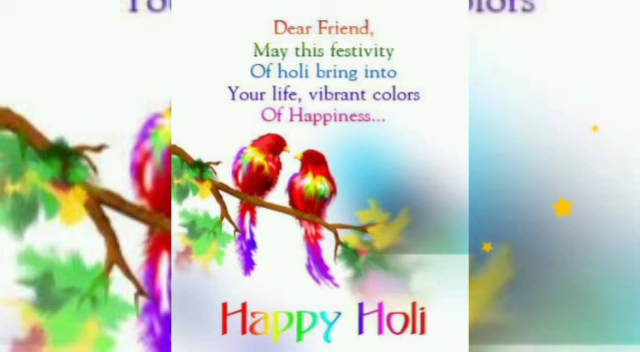 Dear Friend,
May this festivity
Of holi bring into
Your life, vibrant colors
Of Happiness...
Happy Holi